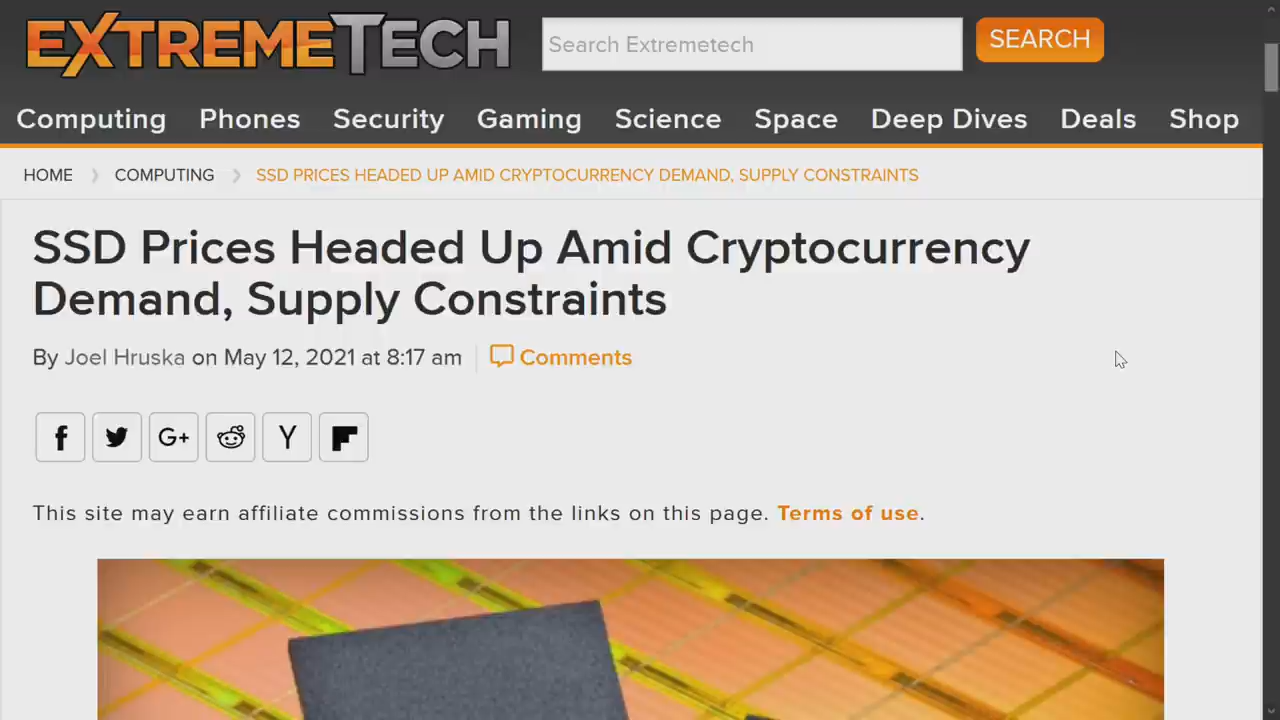 EXTREMETECH
Search Extremetech
SEARCH
Computing Phones Security Gaming Science Space Deep Dives Deals Shop
HOME COMPUTING SSD PRICES HEADED UP AMID CRYPTOCURRENCY DEMAND, SUPPLY CONSTRAINTS
SSD Prices Headed Up Amid Cryptocurrency
Demand, Supply Constraints
By Joel Hruska on May 12, 2021 at 8:17 am Comments
f G+ Y
This site may earn affiliate commissions from the links on this page. Terms of use.